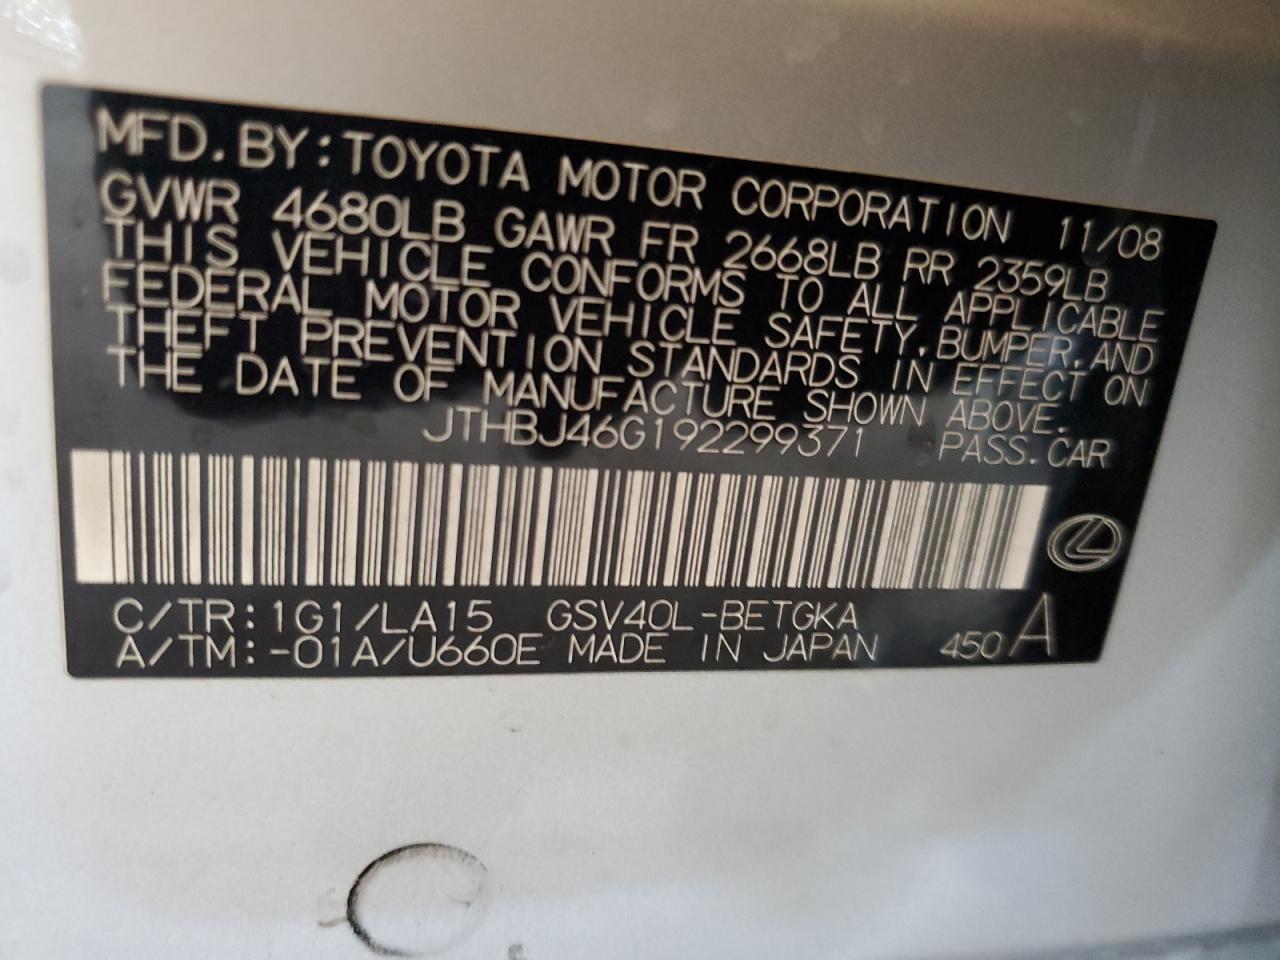 MFD. BY: TOYOTA MOTOR CORPORATION 11/08
GVWR 4680LB GAWR FR 2668LB RR 2359LB
THIS VEHICLE CONFORMS TO ALL APPLICABLE
FEDERAL MOTOR VEHICLE SAFETY, BUMPER, AND
THEFT PREVENTION STANDARDS IN EFFECT ON
THE DATE OF MANUFACTURE SHOWN ABOVE.
JTHBJ46G192299371 PASS. CAR
C/TR: 1G1/LA15 GSV40L-BETGKA
A/TM: -01A/U660E MADE IN JAPAN 450 A